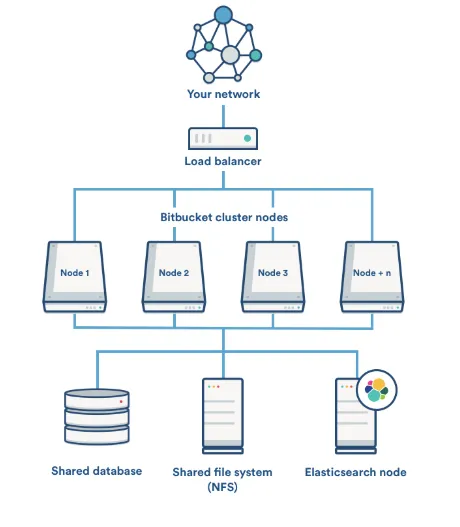 Your network
Load balancer
Bitbucket cluster nodes
Node 1
Node 2
Node 3
Node + n
Shared database
Shared file system
(NFS)
Elasticsearch node